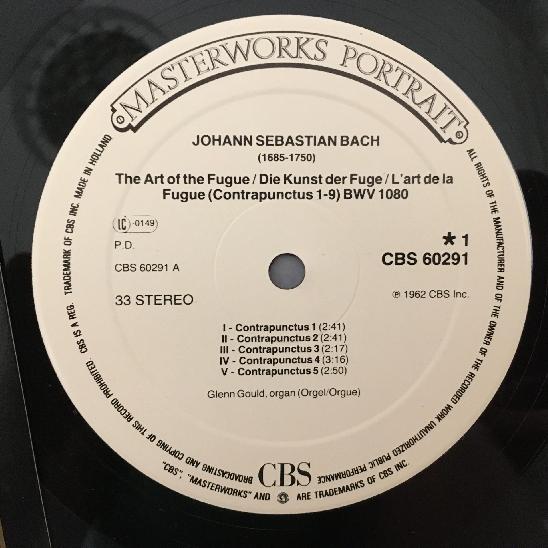 MASTERWORKS PORTRAIT
JOHANN SEBASTIAN BACH
(1685-1750)
The Art of the Fugue/Die Kunst der Fuge/L'art de la
Fugue (Contrapunctus 1-9) BWV 1080
LC 0149
P.D.
CBS 60291 A
33 STEREO
* 1
CBS 60291
℗ 1962 CBS Inc.
I - Contrapunctus 1 (2:41)
II - Contrapunctus 2 (2:41)
III - Contrapunctus 3 (2:17)
IV - Contrapunctus 4 (3:16)
V - Contrapunctus 5 (2:50)
Glenn Gould, organ (Orgel/Orgue)
ALL RIGHTS OF THE MANUFACTURER AND OF THE OWNER OF THE RECORDED WORK UNAUTHORIZED PUBLIC PERFORMANCE BROADCASTING AND COPYING OF THIS RECORD PROHIBITED. CBS IS A REG. TRADEMARK OF CBS INC. MADE IN HOLLAND
CBS
"CBS", "MASTERWORKS" AND ARE TRADEMARKS OF CBS INC.